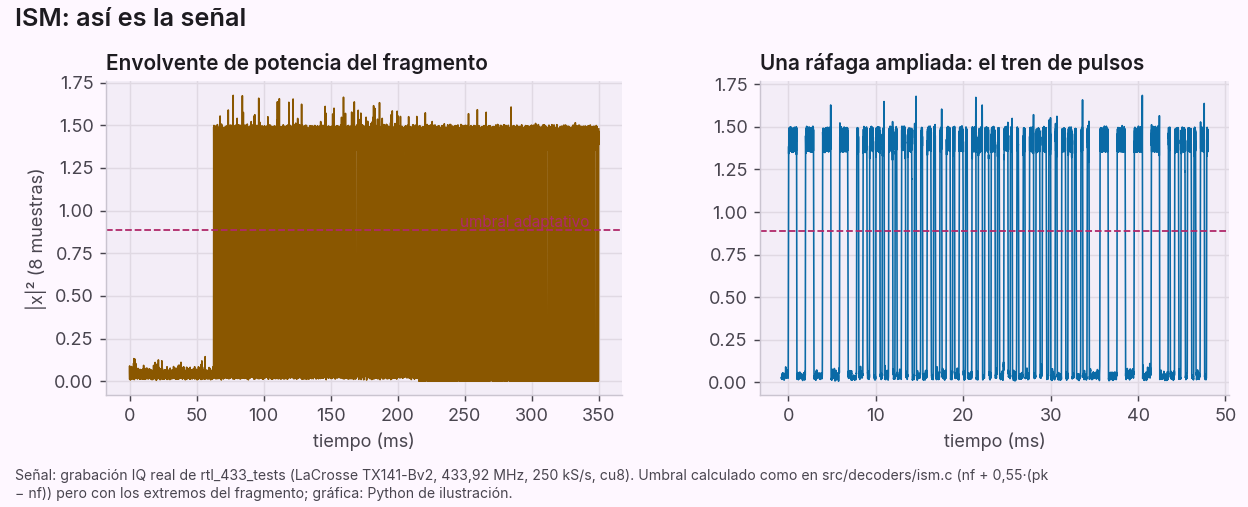 ISM: así es la señal
Envolvente de potencia del fragmento
|x|² (8 muestras)
1.75
1.50
1.25
1.00
0.75
0.50
0.25
0.00
umbral adaptativo
0 50 100 150 200 250 300 350
tiempo (ms)
Una ráfaga ampliada: el tren de pulsos
1.75
1.50
1.25
1.00
0.75
0.50
0.25
0.00
0 10 20 30 40 50
tiempo (ms)
Señal: grabación IQ real de rtl_433_tests (LaCrosse TX141-Bv2, 433,92 MHz, 250 kS/s, cu8). Umbral calculado como en src/decoders/ism.c (nf + 0,55·(pk
− nf)) pero con los extremos del fragmento; gráfica: Python de ilustración.